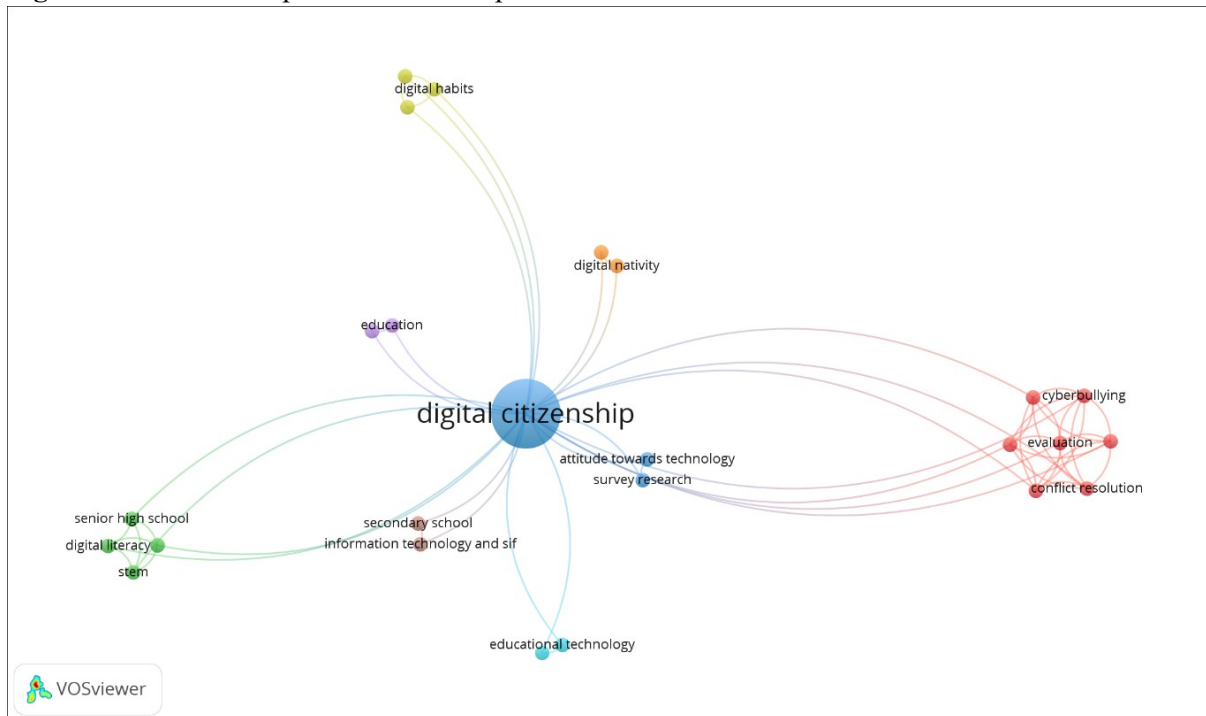 digital habits
digital nativity
education
digital citizenship
cyberbullying
evaluation
conflict resolution
attitude towards technology
survey research
senior high school
digital literacy
stem
secondary school
information technology and sif
educational technology
VOSviewer